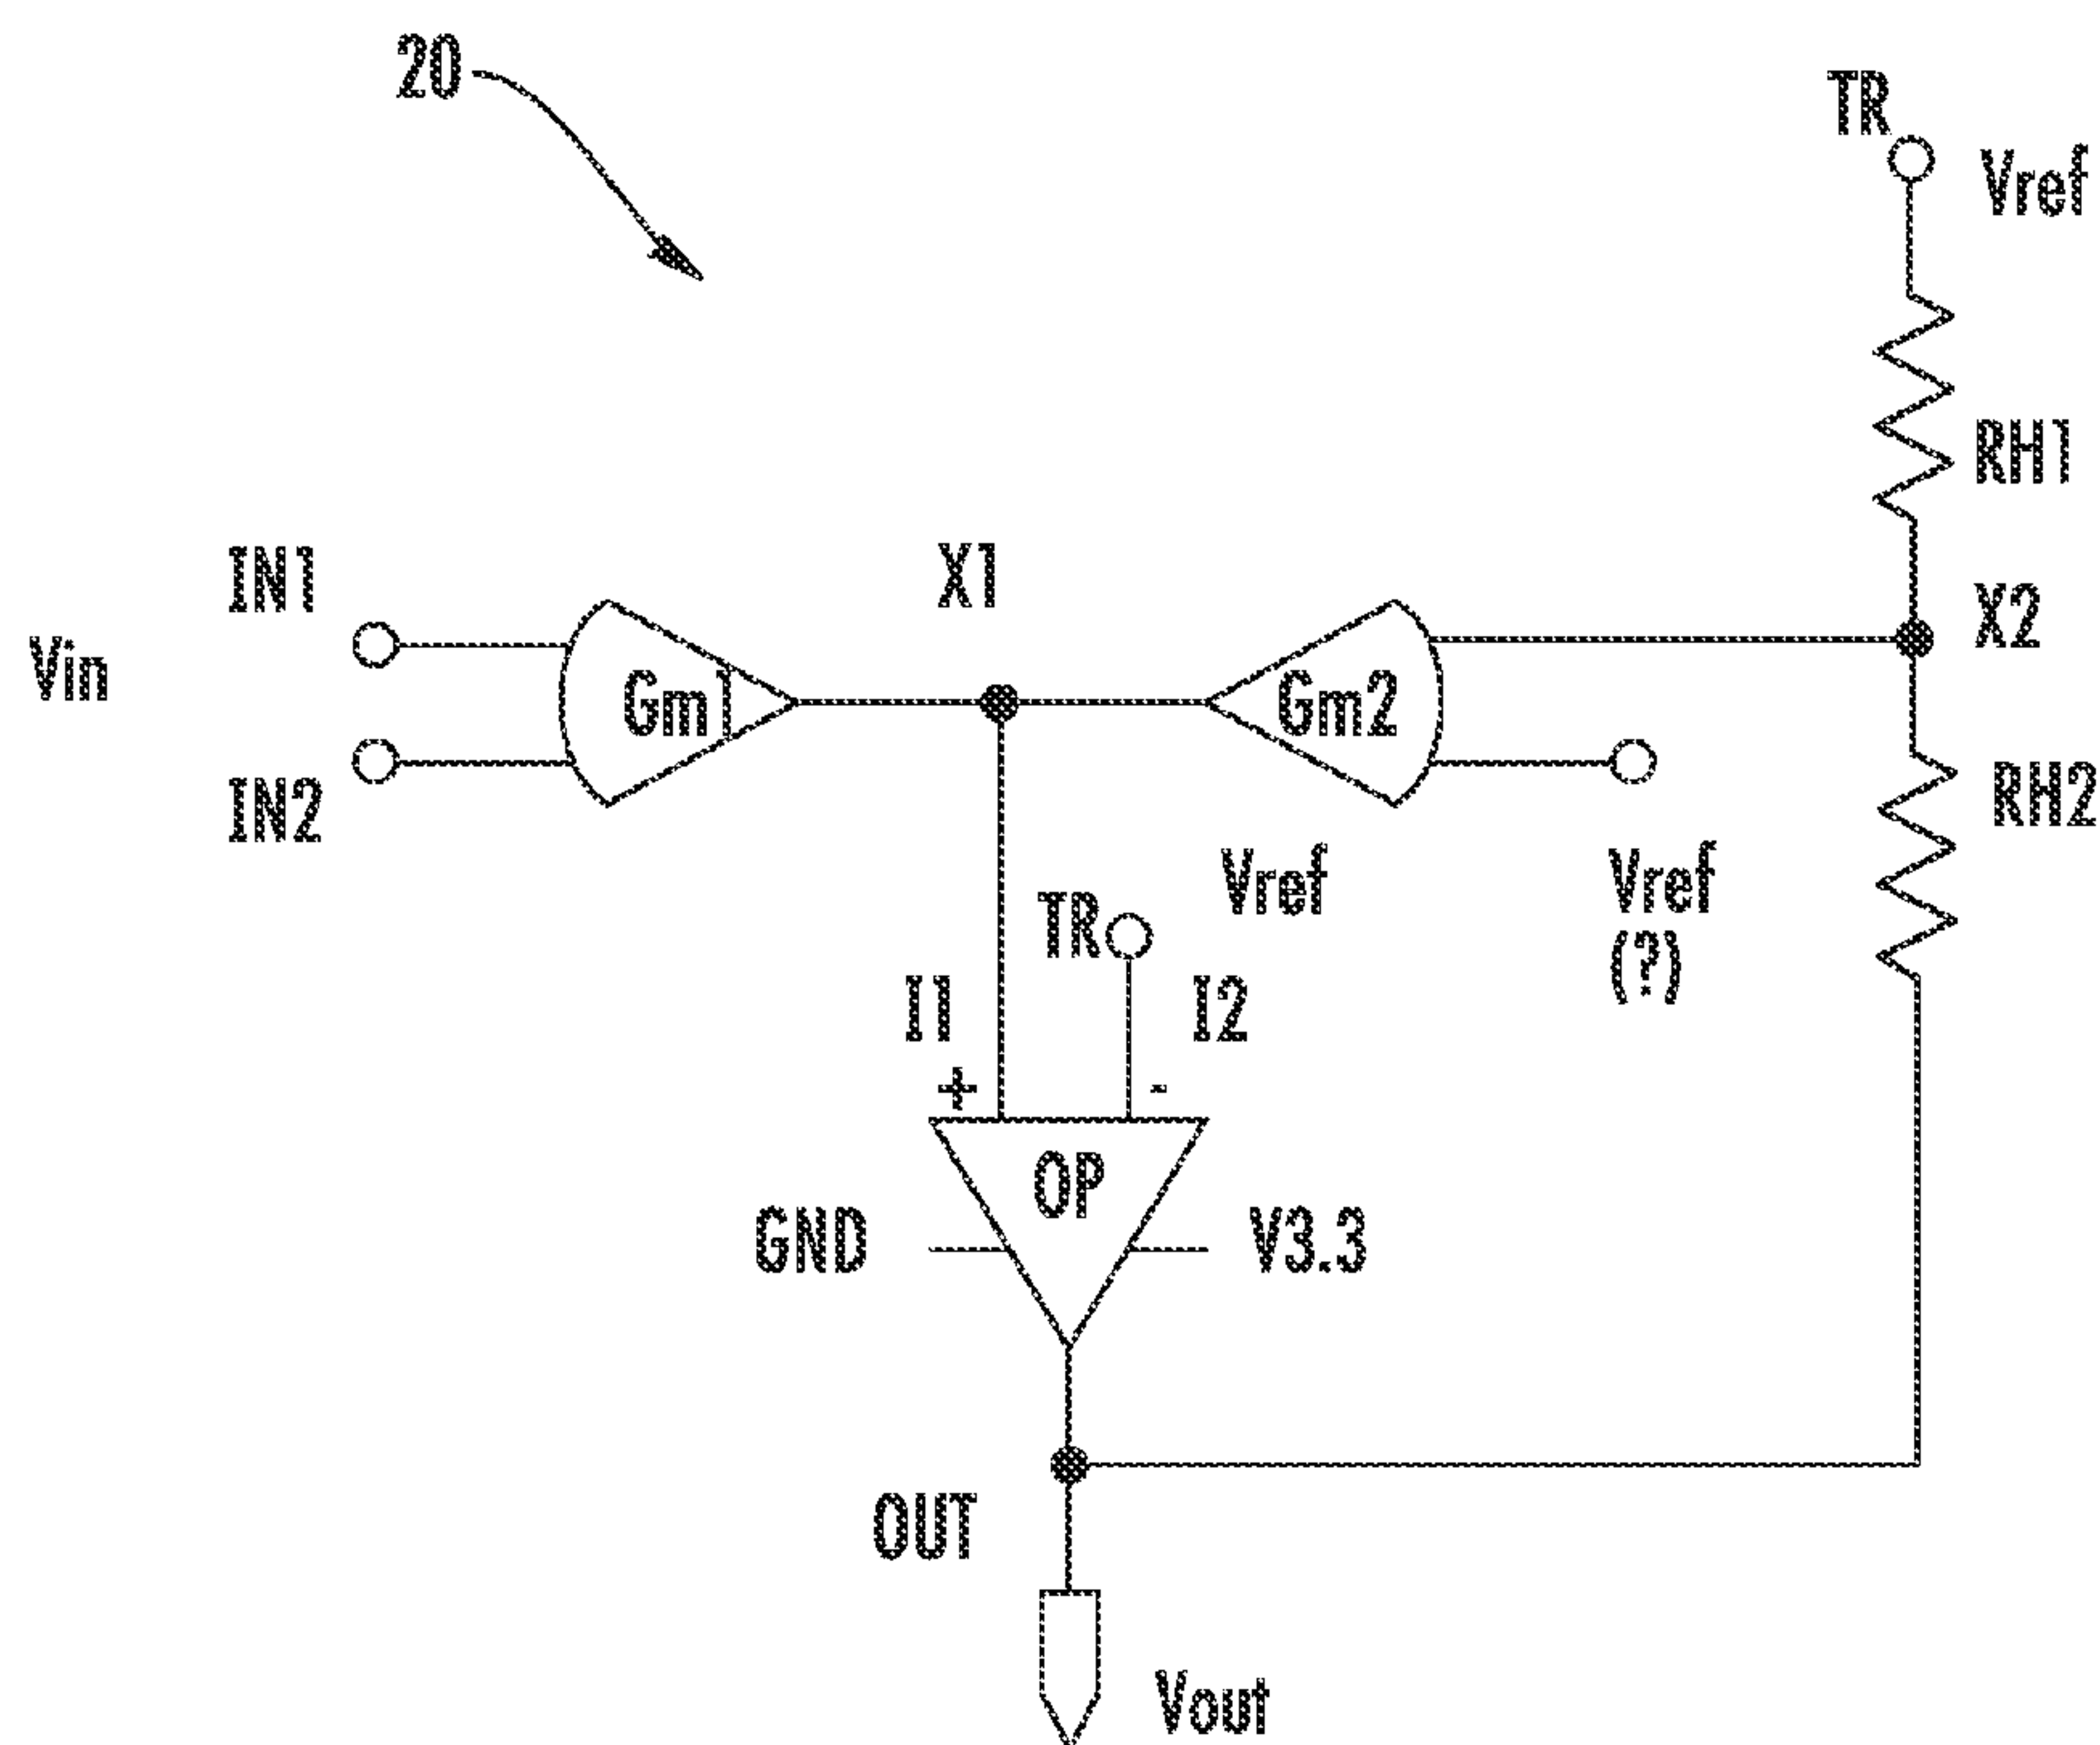 20
TR
Vref
RH1
IN1
X1
X2
Vin
Gm1
Gm2
IN2
RH2
Vref
Vref
(?)
TR
I1
I2
+
-
OP
GND
V3.3
OUT
Vout